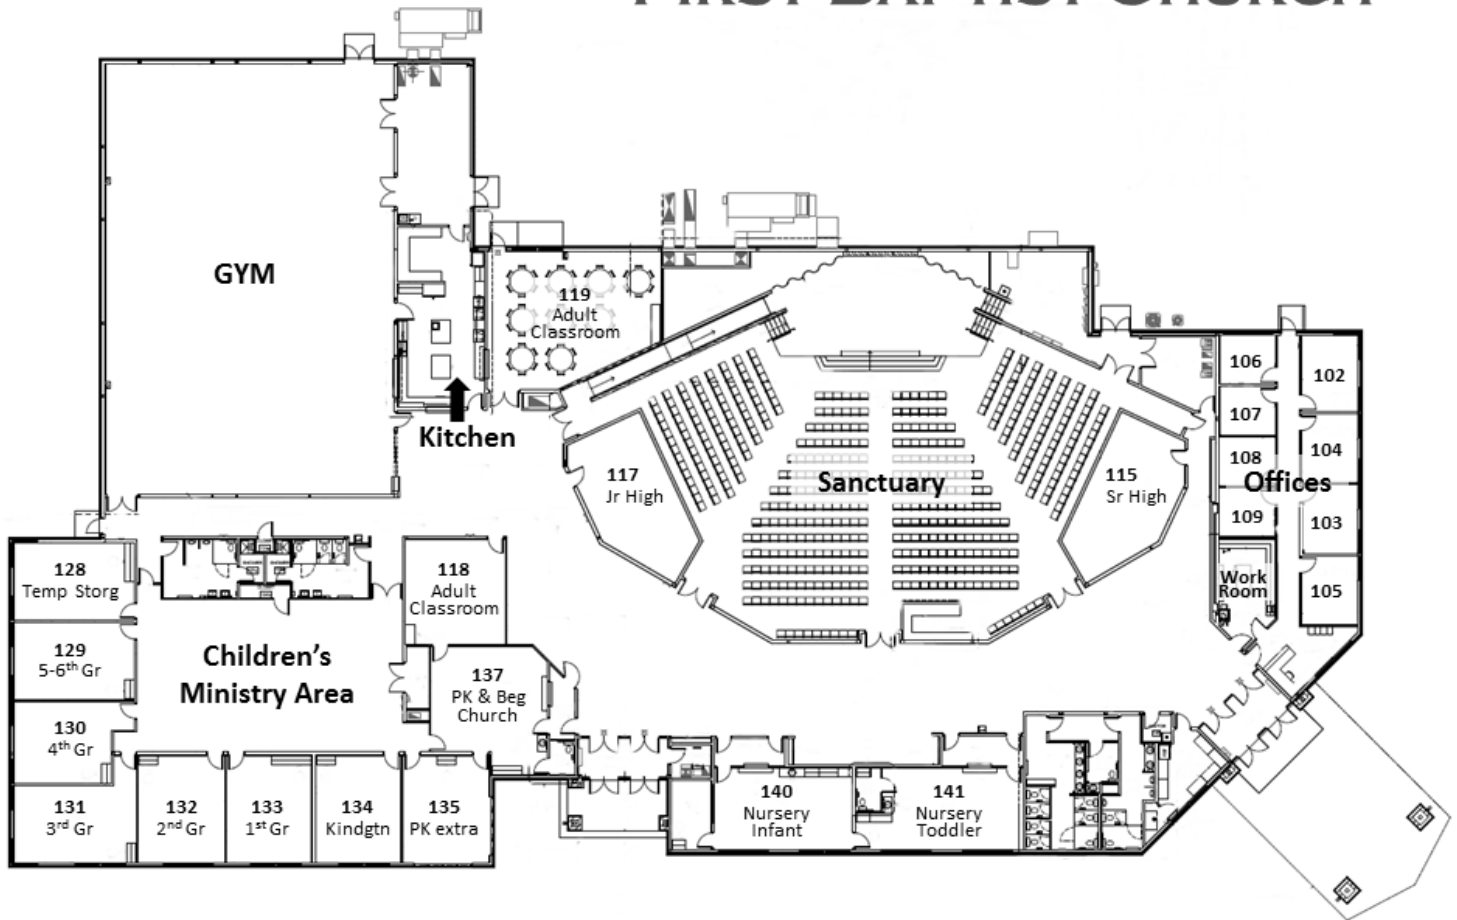 FIRST BAPTIST CHURCH
GYM
119
Adult
Classroom
Kitchen
117
Jr High
Sanctuary
115
Sr High
106
102
107
108
104
Offices
109
103
Work
Room
105
128
Temp Storg
118
Adult
Classroom
129
5-6th Gr
Children's
Ministry Area
137
PK & Beg
Church
130
4th Gr
131
3rd Gr
132
2nd Gr
133
1st Gr
134
Kindgtn
135
PK extra
140
Nursery
Infant
141
Nursery
Toddler